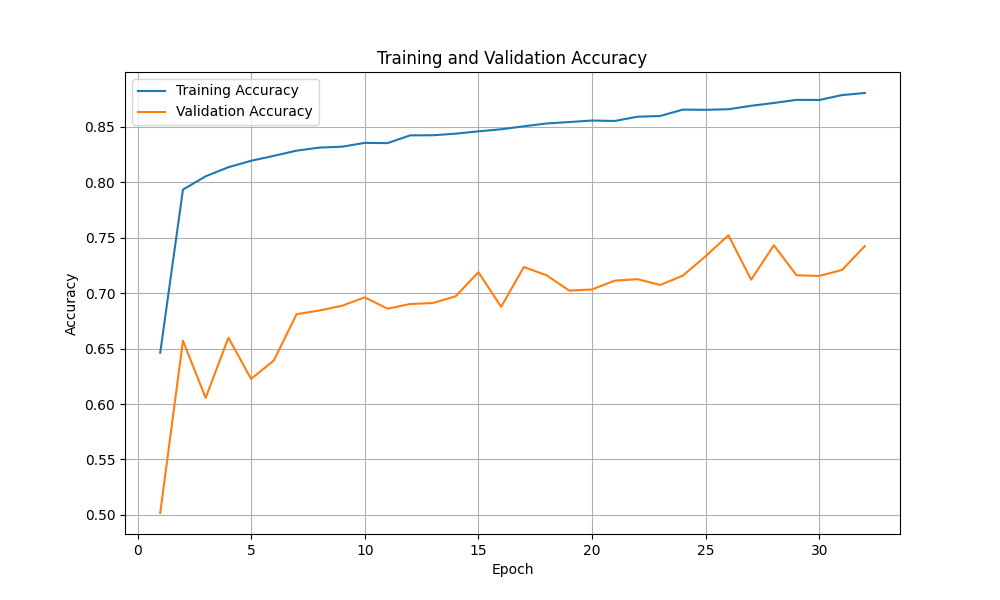 Training and Validation Accuracy
Training Accuracy
Validation Accuracy
0.85
0.80
0.75
0.70
0.65
0.60
0.55
0.50
Accuracy
0 5 10 15 20 25 30
Epoch